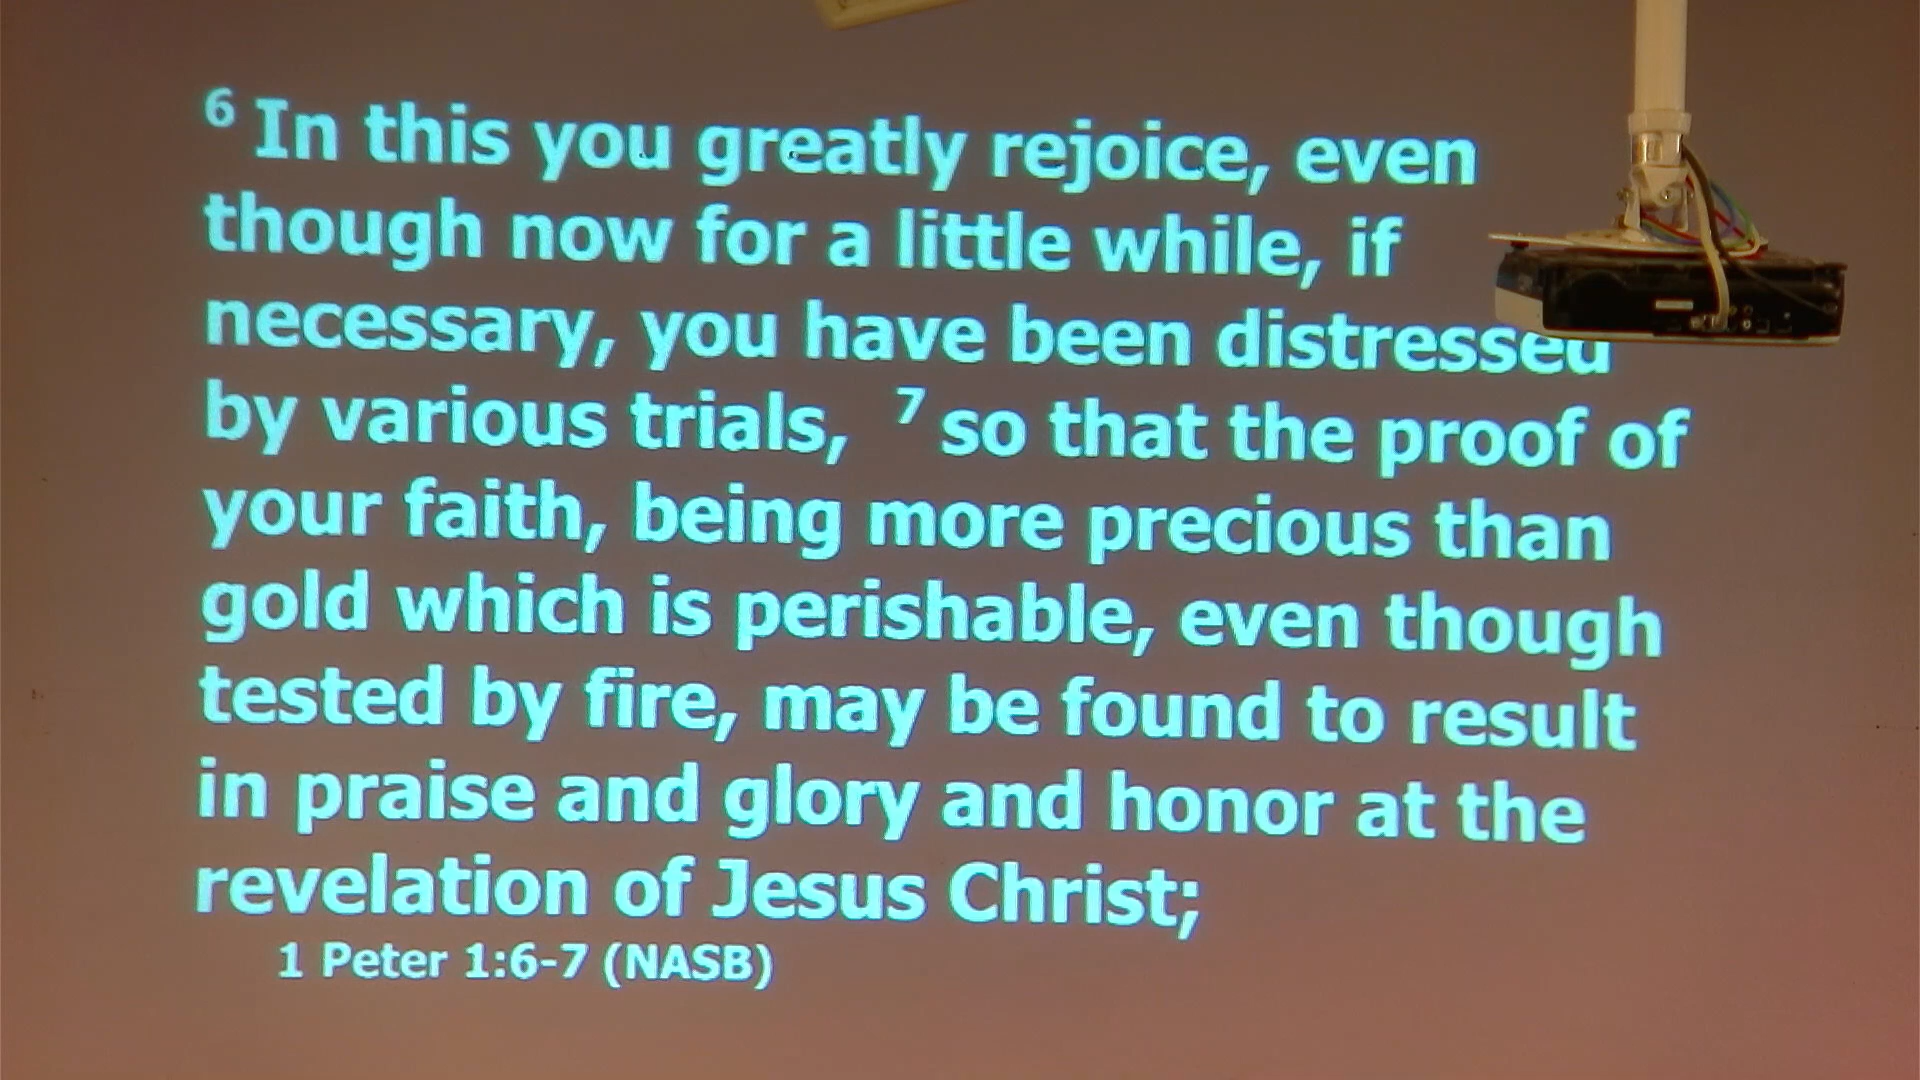 6 In this you greatly rejoice, even
though now for a little while, if
necessary, you have been distressed
by various trials, 7 so that the proof of
your faith, being more precious than
gold which is perishable, even though
tested by fire, may be found to result
in praise and glory and honor at the
revelation of Jesus Christ;
1 Peter 1:6-7 (NASB)